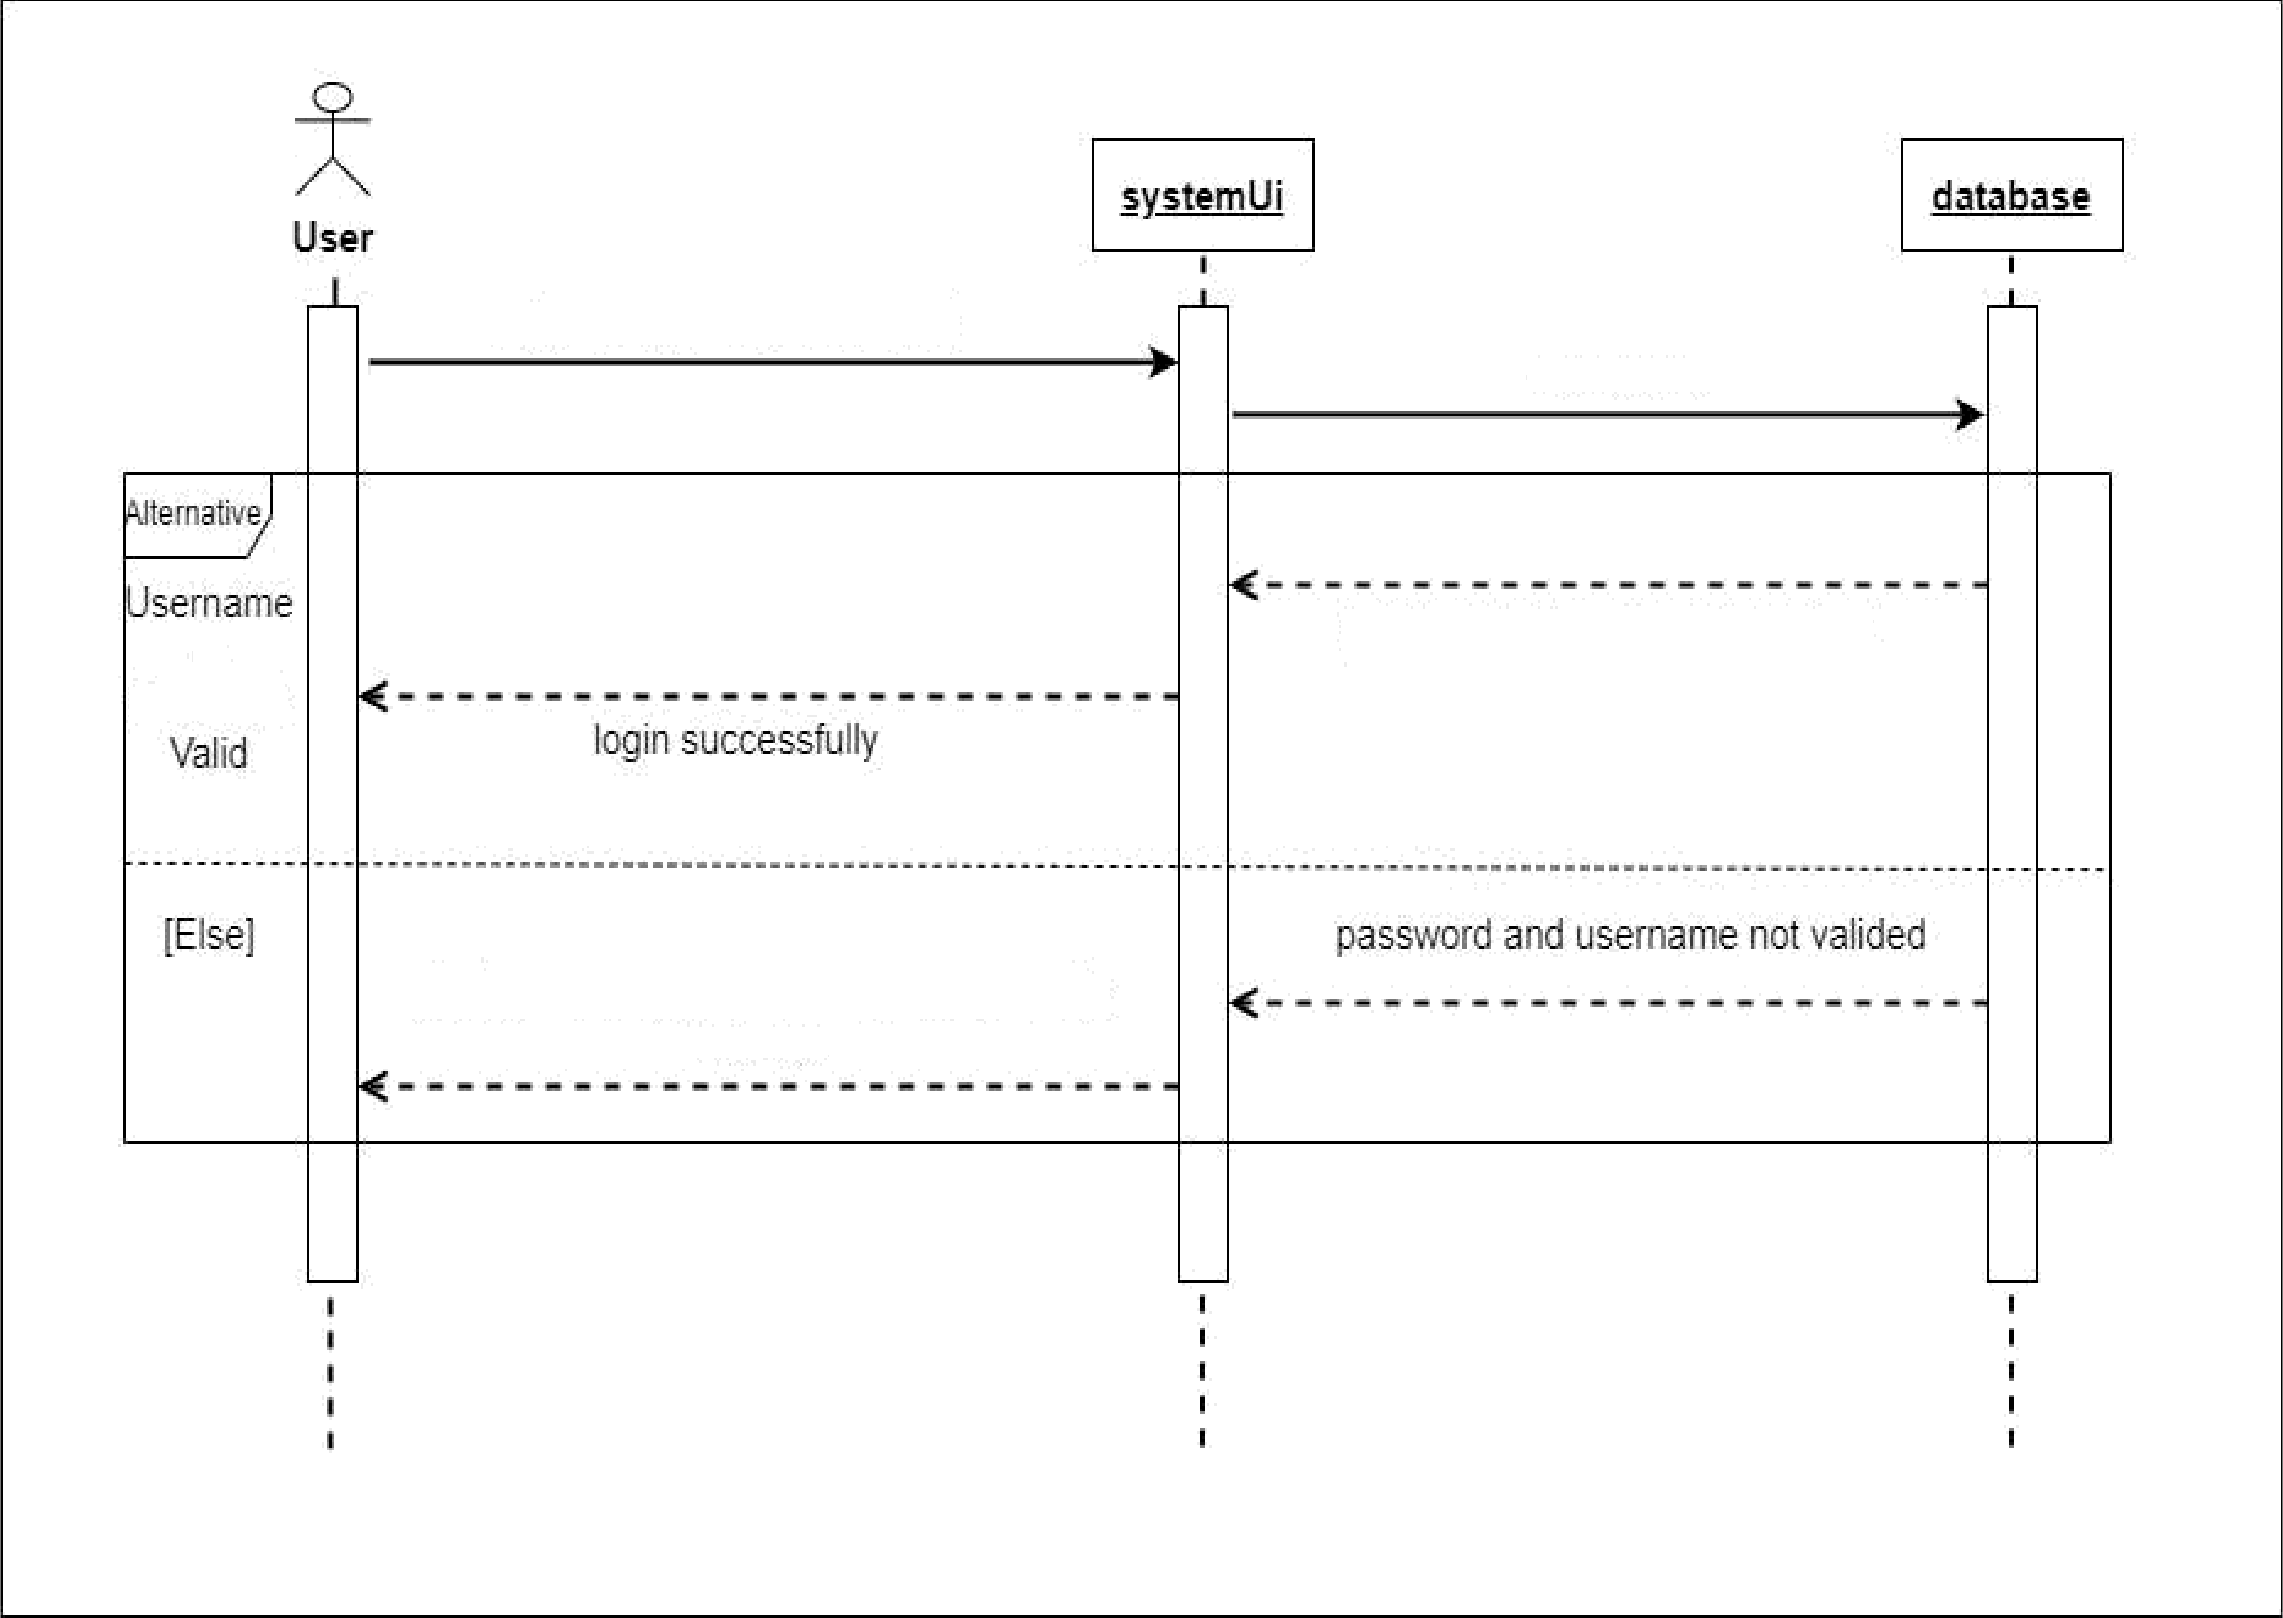 User
systemUi
database
Alternative
Username
Valid
login successfully
[Else]
password and username not valided